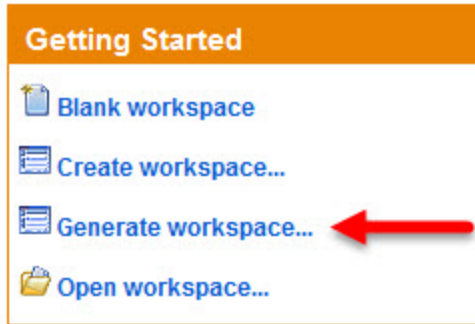 Getting Started
Blank workspace
Create workspace...
Generate workspace...
Open workspace...